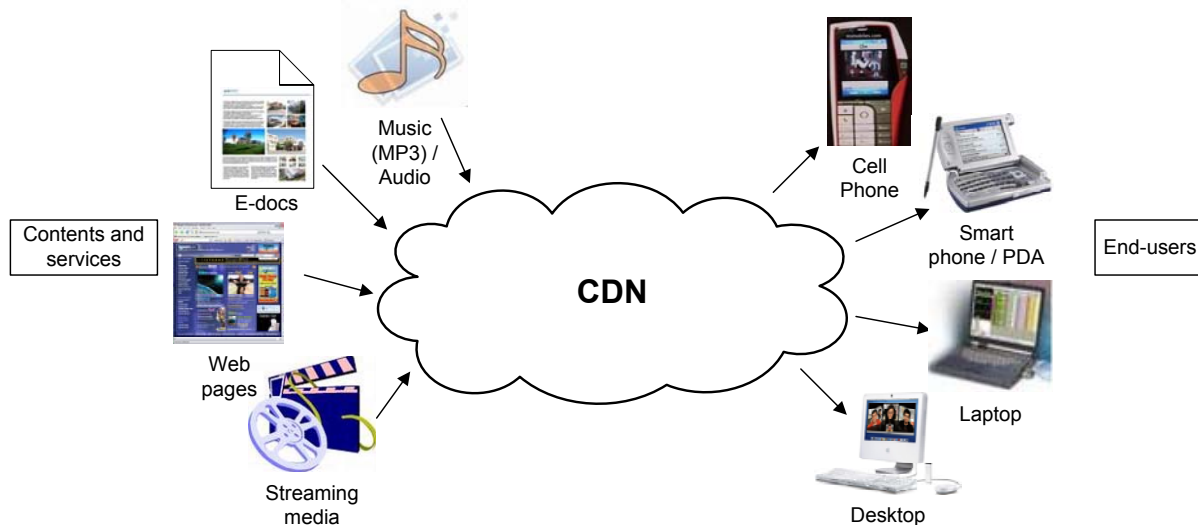 Music
(MP3) /
Audio
E-docs
Contents and
services
Web
pages
Streaming
media
CDN
Cell
Phone
Smart
phone / PDA
End-users
Laptop
Desktop